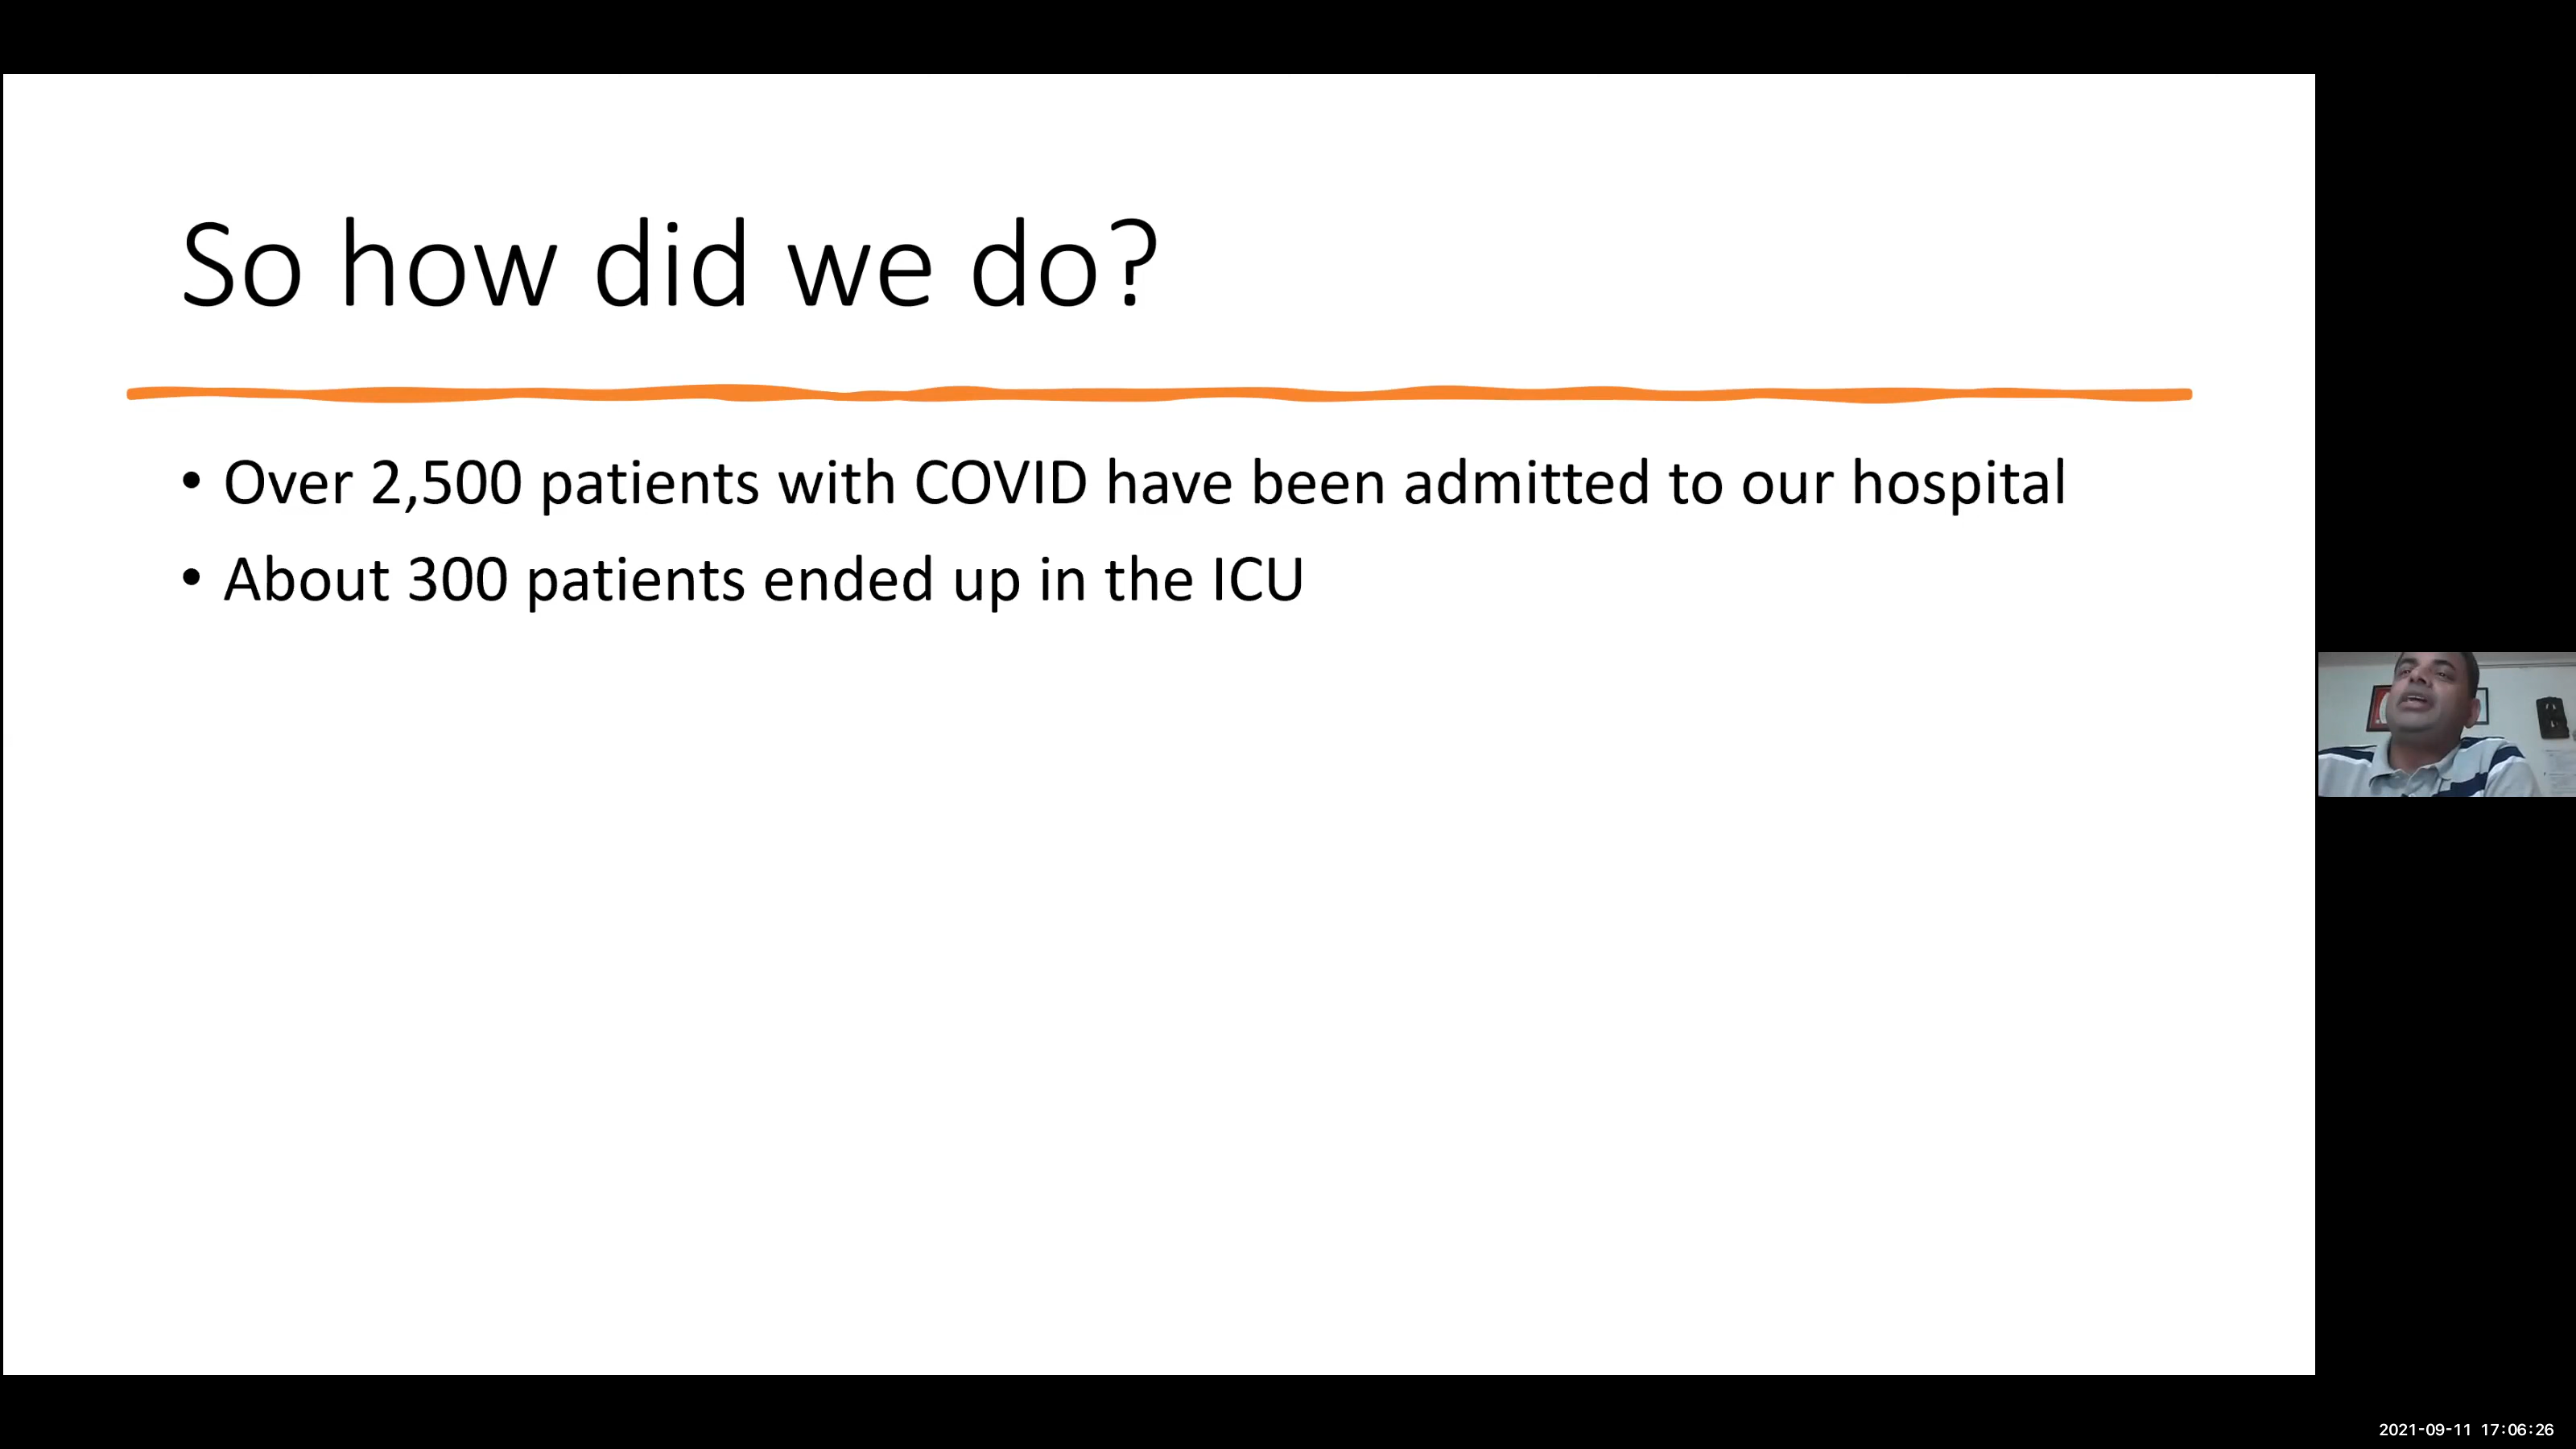 So how did we do?
• Over 2,500 patients with COVID have been admitted to our hospital
• About 300 patients ended up in the ICU
2021-09-11 17:06:26